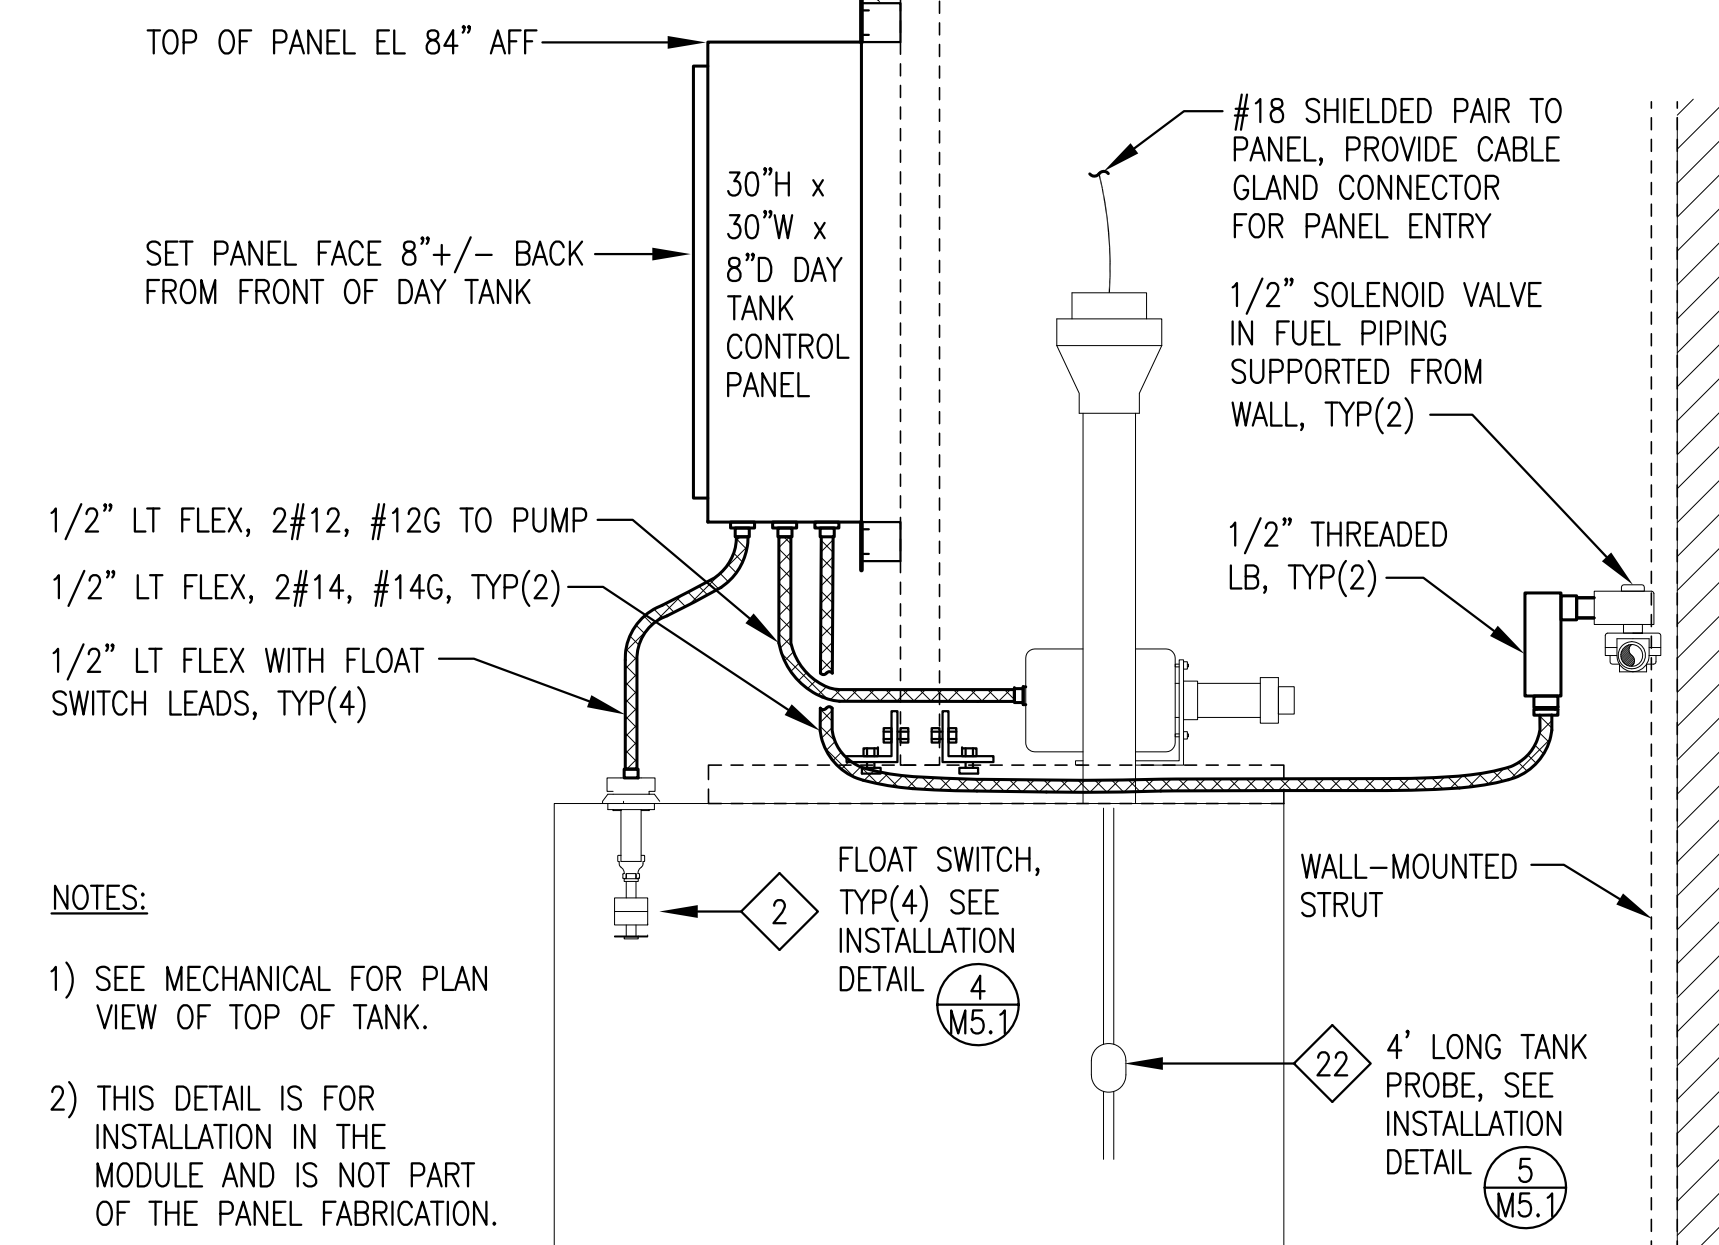 TOP OF PANEL EL 84" AFF
SET PANEL FACE 8"+/- BACK
FROM FRONT OF DAY TANK
30"H x
30"W x
8"D DAY
TANK
CONTROL
PANEL
#18 SHIELDED PAIR TO
PANEL, PROVIDE CABLE
GLAND CONNECTOR
FOR PANEL ENTRY
1/2" SOLENOID VALVE
IN FUEL PIPING
SUPPORTED FROM
WALL, TYP(2)
1/2" LT FLEX, 2#12, #12G TO PUMP
1/2" LT FLEX, 2#14, #14G, TYP(2)
1/2" LT FLEX WITH FLOAT
SWITCH LEADS, TYP(4)
1/2" THREADED
LB, TYP(2)
2
FLOAT SWITCH,
TYP(4) SEE
INSTALLATION
DETAIL
4
M5.1
WALL-MOUNTED
STRUT
22
4' LONG TANK
PROBE, SEE
INSTALLATION
DETAIL
5
M5.1
NOTES:
1) SEE MECHANICAL FOR PLAN
VIEW OF TOP OF TANK.
2) THIS DETAIL IS FOR
INSTALLATION IN THE
MODULE AND IS NOT PART
OF THE PANEL FABRICATION.